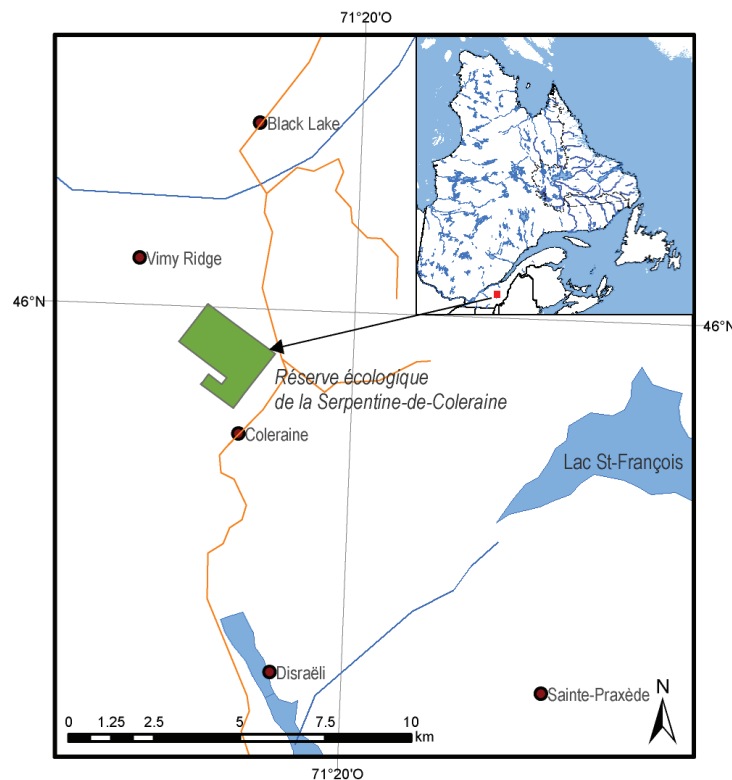 71°20'O
Black Lake
Vimy Ridge
46°N
46°N
Réserve écologique
de la Serpentine-de-Coleraine
Coleraine
Lac St-François
Disraëli
Sainte-Praxède
N
0 1.25 2.5 5 7.5 10
km
71°20'O